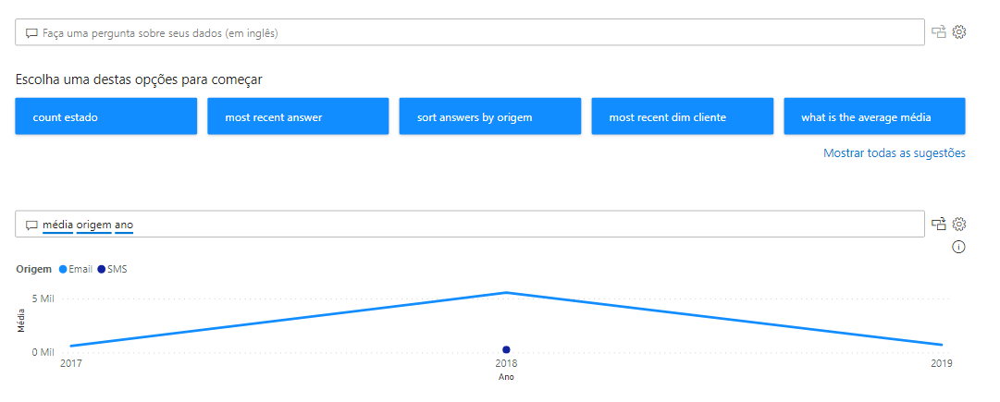 Faça uma pergunta sobre seus dados (em inglês)
Escolha uma destas opções para começar
count estado
most recent answer
sort answers by origem
most recent dim cliente
what is the average média
Mostrar todas as sugestões
média origem ano
Origem Email SMS
Média
5 Mil
0 Mil
2017 2018 2019
Ano